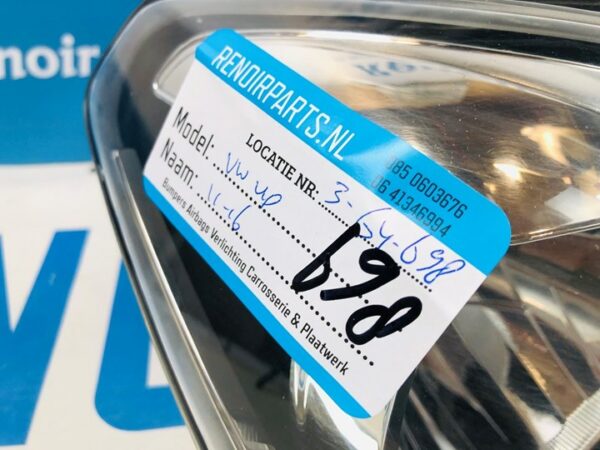 noir
RENOIRPARTS.NL
085 0603676
06 41346994
LOCATIE NR. 3-64-698
Model: VW up
Naam: 11-16
698
Bumpers Airbags Verlichting Carrosserie & Plaatwerk